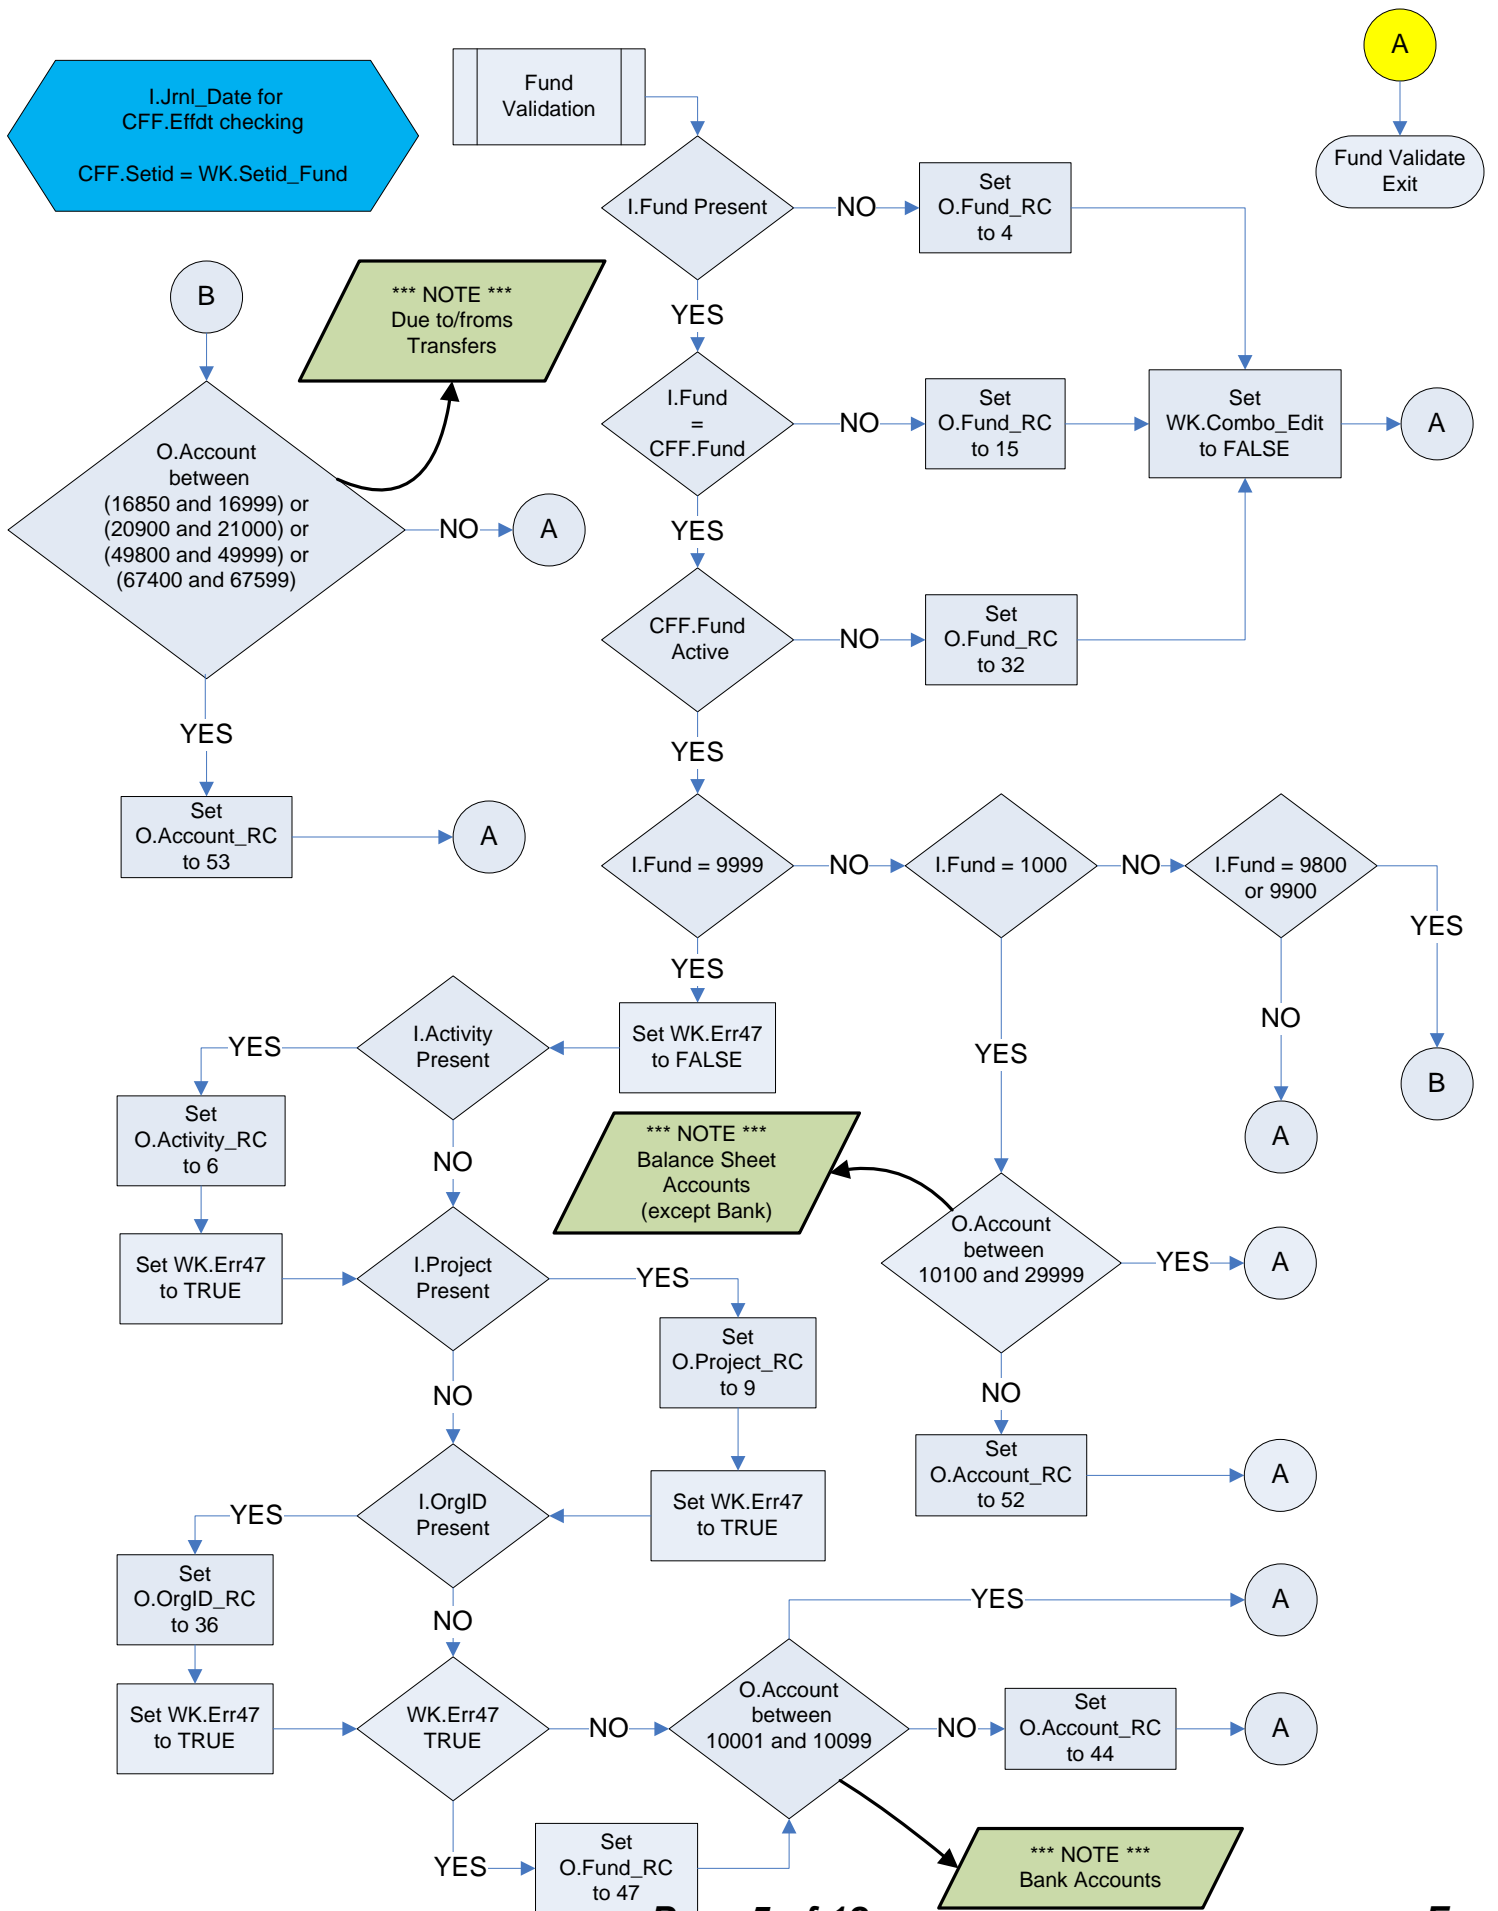 I.Jrnl_Date for
CFF.Effdt checking
CFF.Setid = WK.Setid_Fund
Fund
Validation
A
Fund Validate
Exit
I.Fund Present
NO
Set
O.Fund_RC
to 4
YES
B
*** NOTE ***
Due to/froms
Transfers
I.Fund
=
CFF.Fund
NO
Set
O.Fund_RC
to 15
Set
WK.Combo_Edit
to FALSE
A
O.Account
between
(16850 and 16999) or
(20900 and 21000) or
(49800 and 49999) or
(67400 and 67599)
NO
A
YES
CFF.Fund
Active
NO
Set
O.Fund_RC
to 32
YES
YES
Set
O.Account_RC
to 53
A
I.Fund = 9999
NO
I.Fund = 1000
NO
I.Fund = 9800
or 9900
YES
YES
NO
B
A
YES
I.Activity
Present
Set WK.Err47
to FALSE
YES
Set
O.Activity_RC
to 6
NO
*** NOTE ***
Balance Sheet
Accounts
(except Bank)
O.Account
between
10100 and 29999
YES
A
Set WK.Err47
to TRUE
I.Project
Present
YES
Set
O.Project_RC
to 9
NO
NO
Set
O.Account_RC
to 52
A
I.OrgID
Present
Set WK.Err47
to TRUE
YES
Set
O.OrgID_RC
to 36
NO
YES
A
Set WK.Err47
to TRUE
WK.Err47
TRUE
NO
O.Account
between
10001 and 10099
NO
Set
O.Account_RC
to 44
A
YES
Set
O.Fund_RC
to 47
*** NOTE ***
Bank Accounts